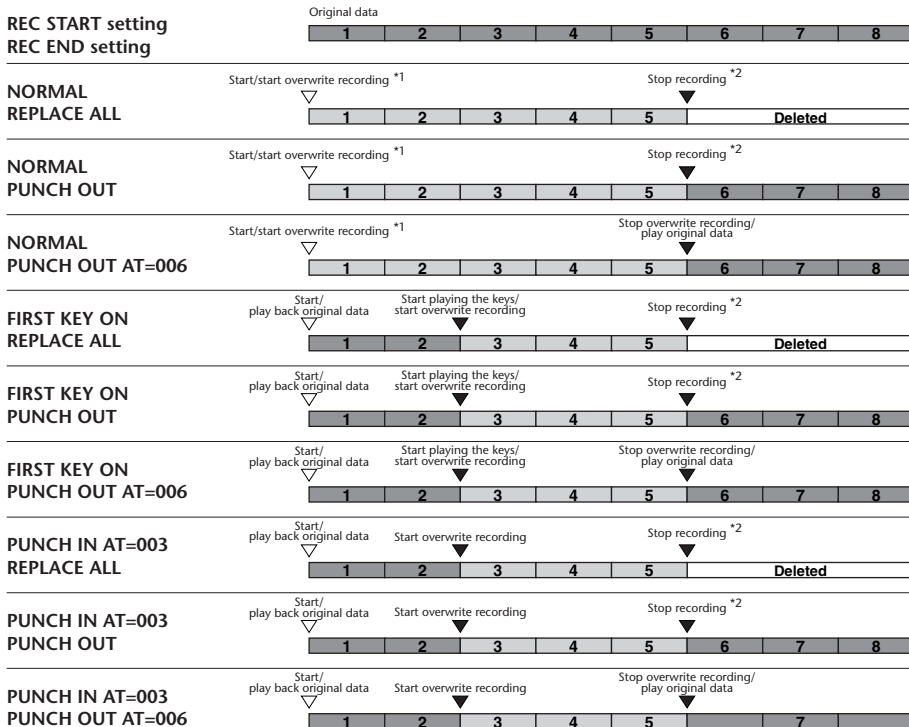 Original data
REC START setting
REC END setting
1 2 3 4 5 6 7 8
NORMAL
REPLACE ALL
Start/start overwrite recording *1
Stop recording *2
1 2 3 4 5 Deleted
NORMAL
PUNCH OUT
Start/start overwrite recording *1
Stop recording *2
1 2 3 4 5 6 7 8
NORMAL
PUNCH OUT AT=006
Start/start overwrite recording *1
Stop overwrite recording/
play original data
1 2 3 4 5 6 7 8
FIRST KEY ON
REPLACE ALL
Start/
play back original data
Start playing the keys/
start overwrite recording
Stop recording *2
1 2 3 4 5 Deleted
FIRST KEY ON
PUNCH OUT
Start/
play back original data
Start playing the keys/
start overwrite recording
Stop recording *2
1 2 3 4 5 6 7 8
FIRST KEY ON
PUNCH OUT AT=006
Start/
play back original data
Start playing the keys/
start overwrite recording
Stop overwrite recording/
play original data
1 2 3 4 5 6 7 8
PUNCH IN AT=003
REPLACE ALL
Start/
play back original data
Start overwrite recording
Stop recording *2
1 2 3 4 5 Deleted
PUNCH IN AT=003
PUNCH OUT
Start/
play back original data
Start overwrite recording
Stop recording *2
1 2 3 4 5 6 7 8
PUNCH IN AT=003
PUNCH OUT AT=006
Start/
play back original data
Start overwrite recording
Stop overwrite recording/
play original data
1 2 3 4 5 7